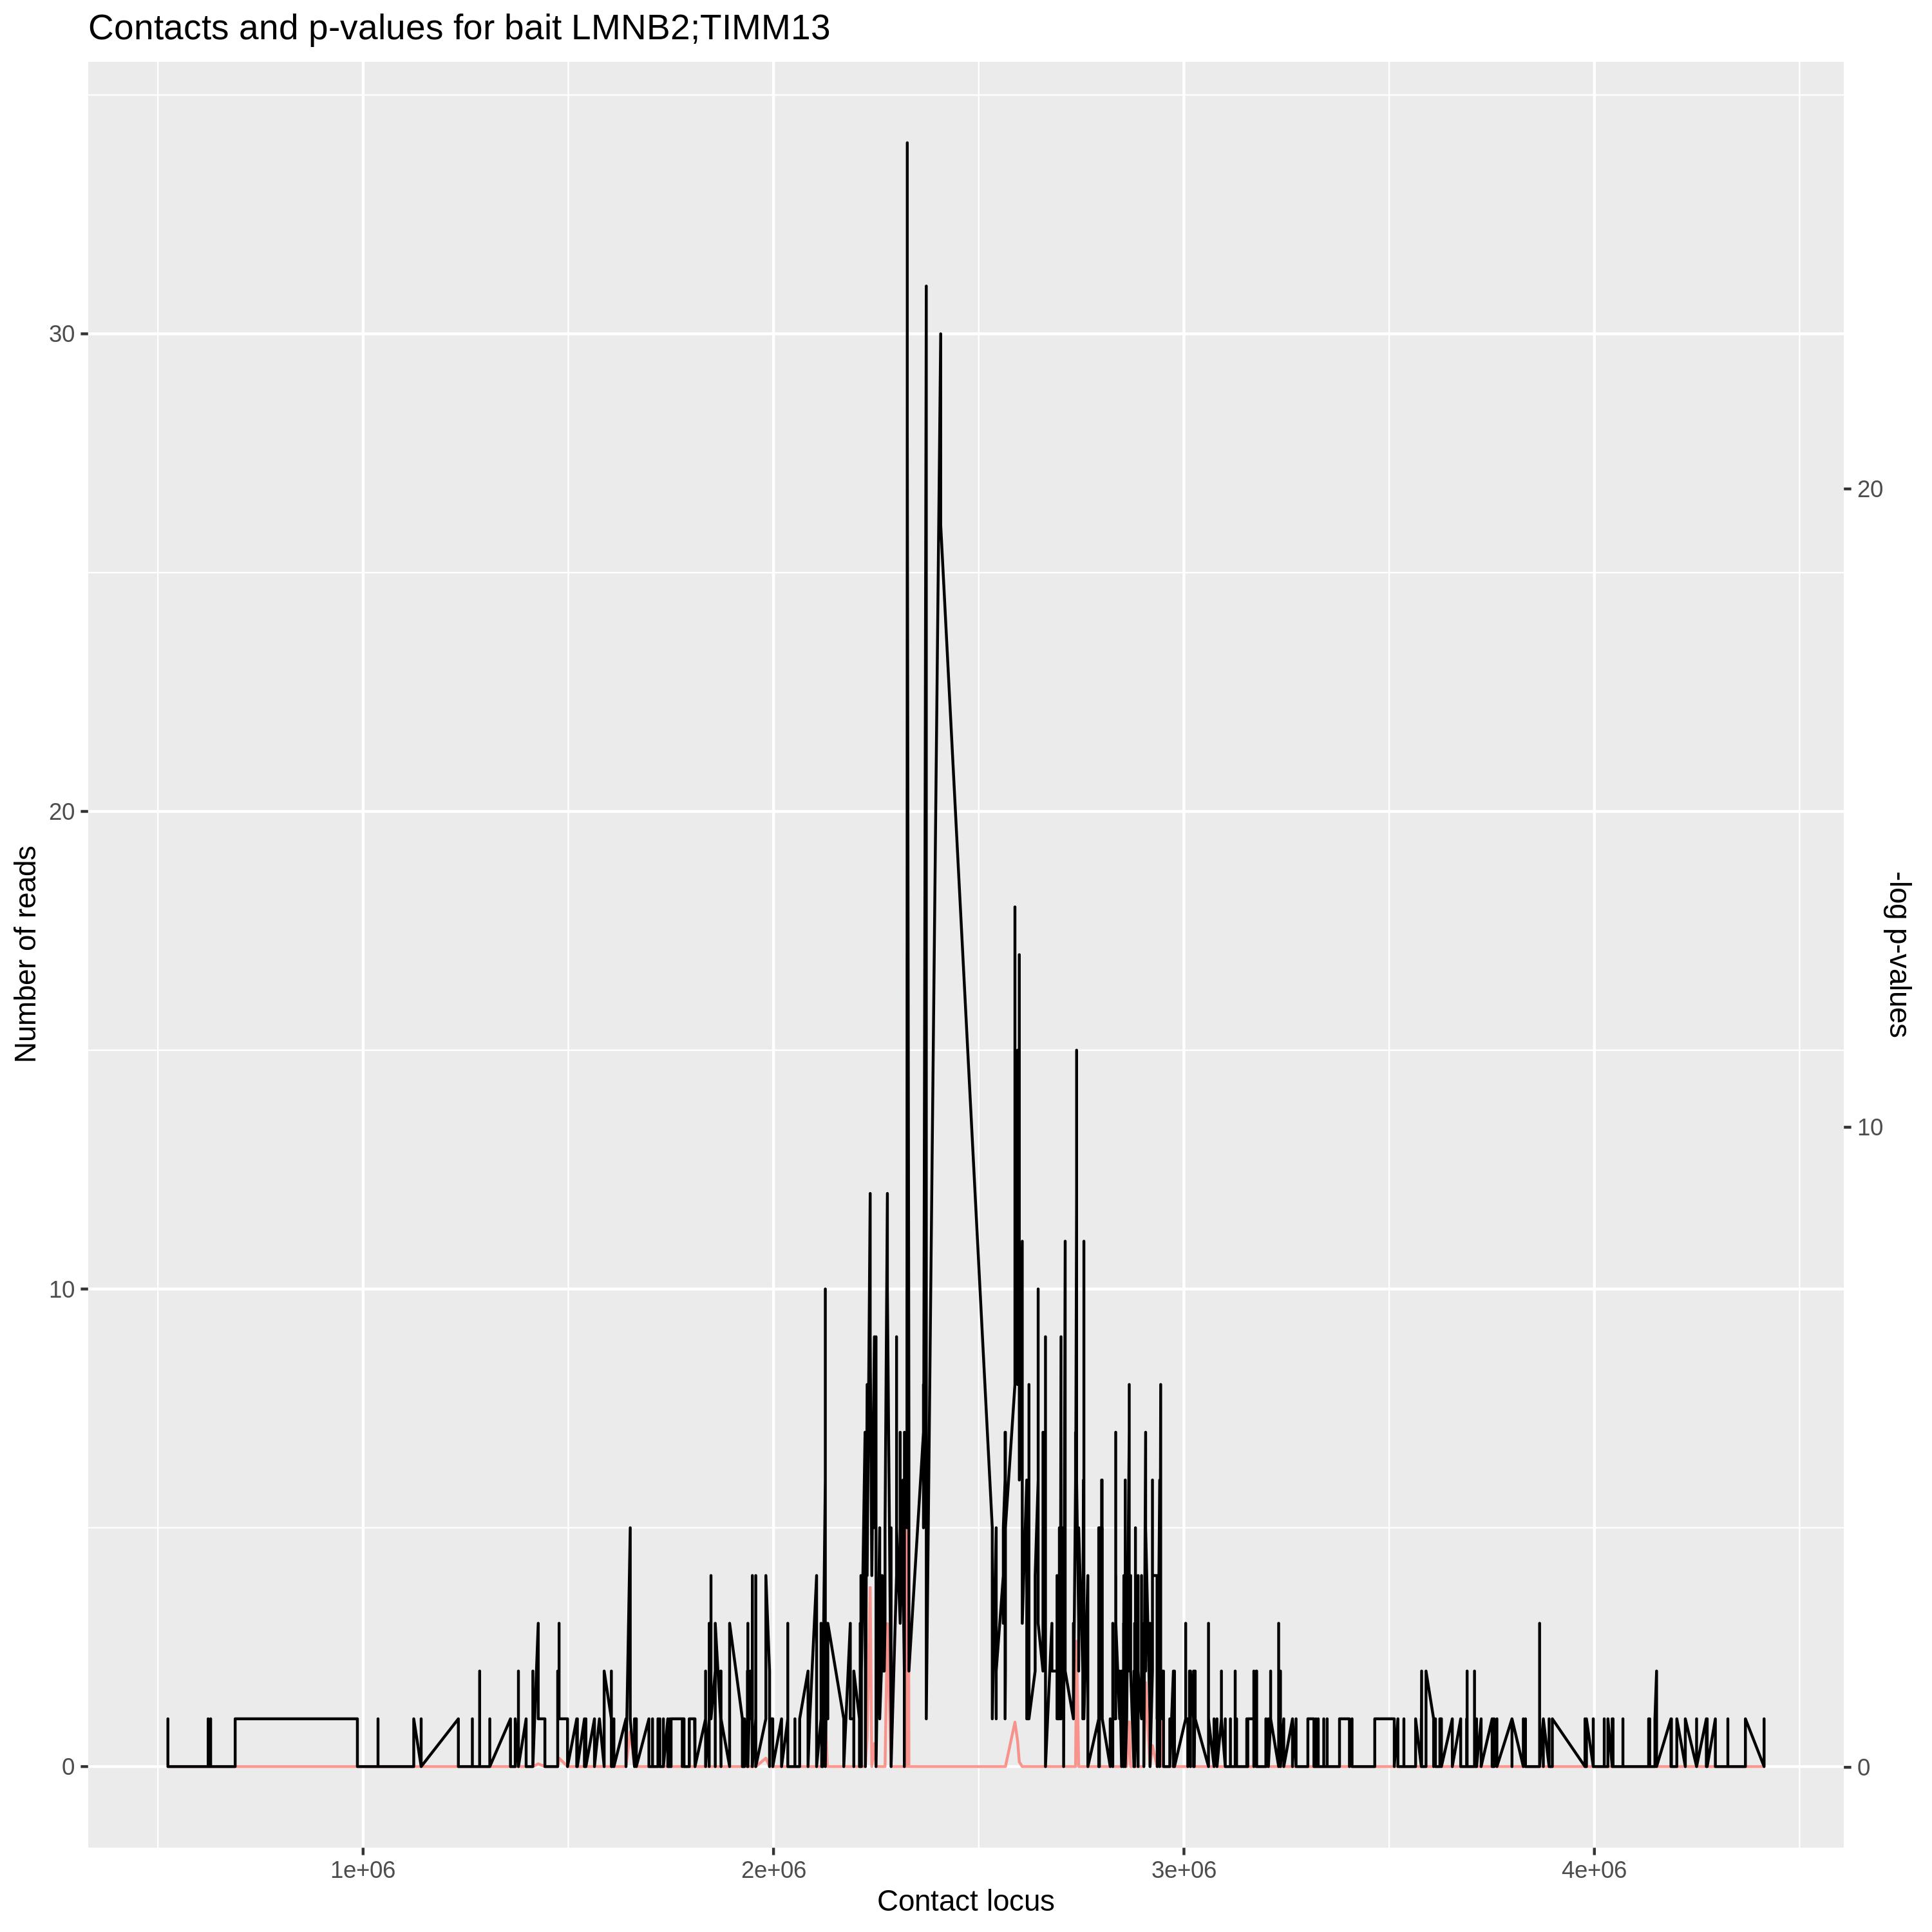 Contacts and p-values for bait LMNB2;TIMM13
30
20
10
0
Number of reads
20
10
0
-log p-values
1e+06
2e+06
3e+06
4e+06
Contact locus